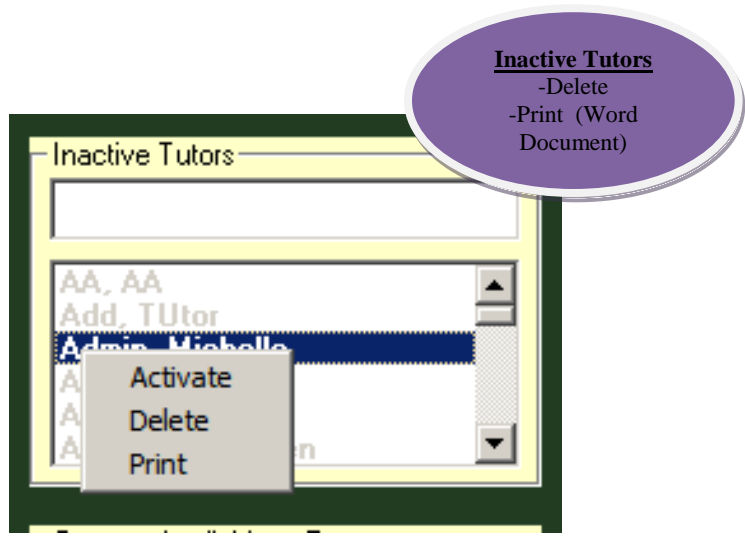 Inactive Tutors
-Delete
-Print (Word
Document)
Inactive Tutors
AA, AA
Add, TUtor
Admin, Michelle
Activate
Delete
Print